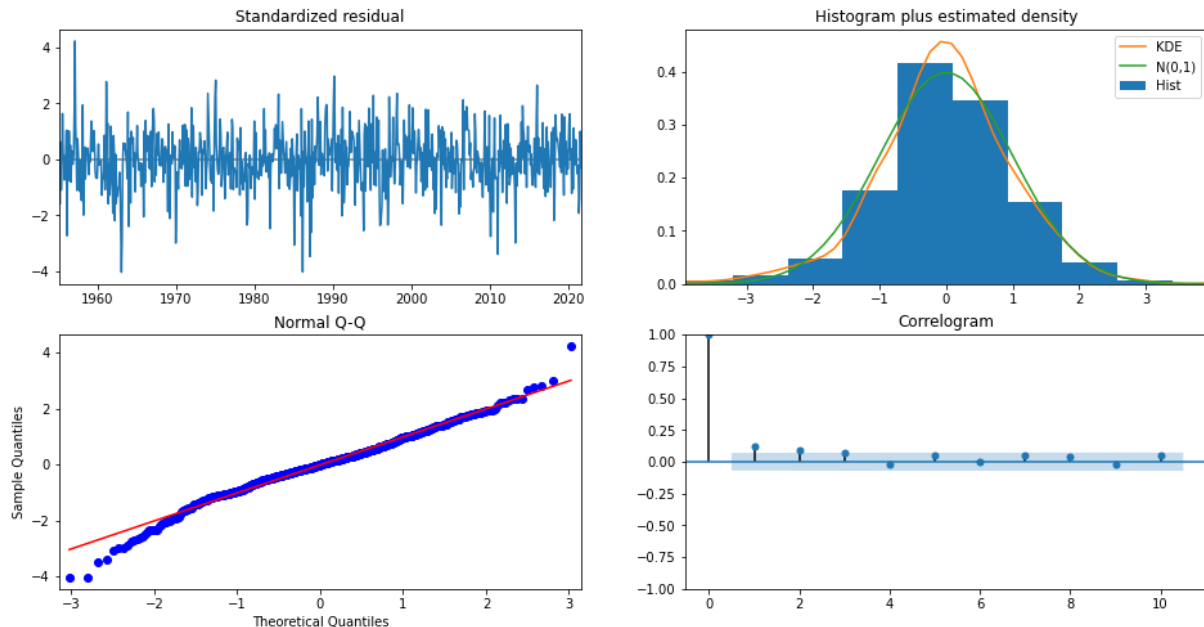 Standardized residual
4
2
0
−2
−4
1960 1970 1980 1990 2000 2010 2020
Histogram plus estimated density
KDE
N(0,1)
Hist
0.4
0.3
0.2
0.1
0.0
−3 −2 −1 0 1 2 3
Normal Q-Q
Sample Quantiles
4
2
0
−2
−4
−3 −2 −1 0 1 2 3
Theoretical Quantiles
Correlogram
1.00
0.75
0.50
0.25
0.00
−0.25
−0.50
−0.75
−1.00
0 2 4 6 8 10